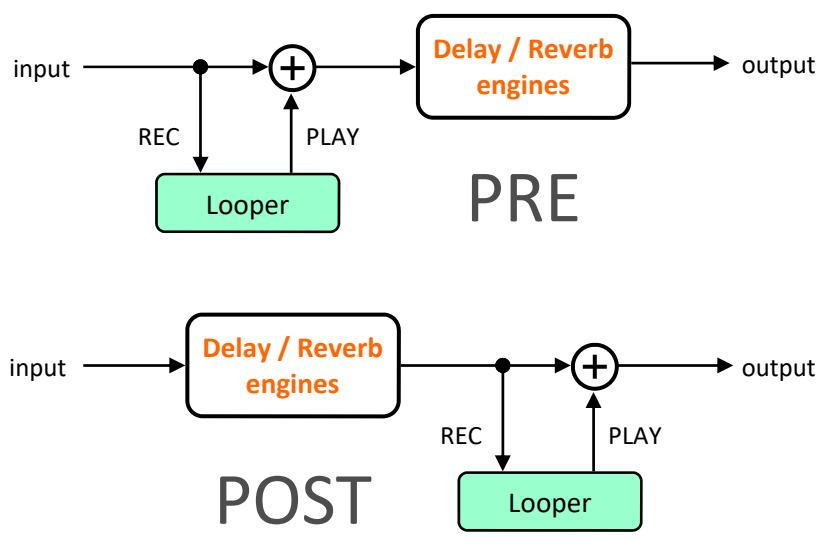 input
Delay / Reverb
engines
output
REC
PLAY
Looper
PRE
input
Delay / Reverb
engines
output
REC
PLAY
Looper
POST